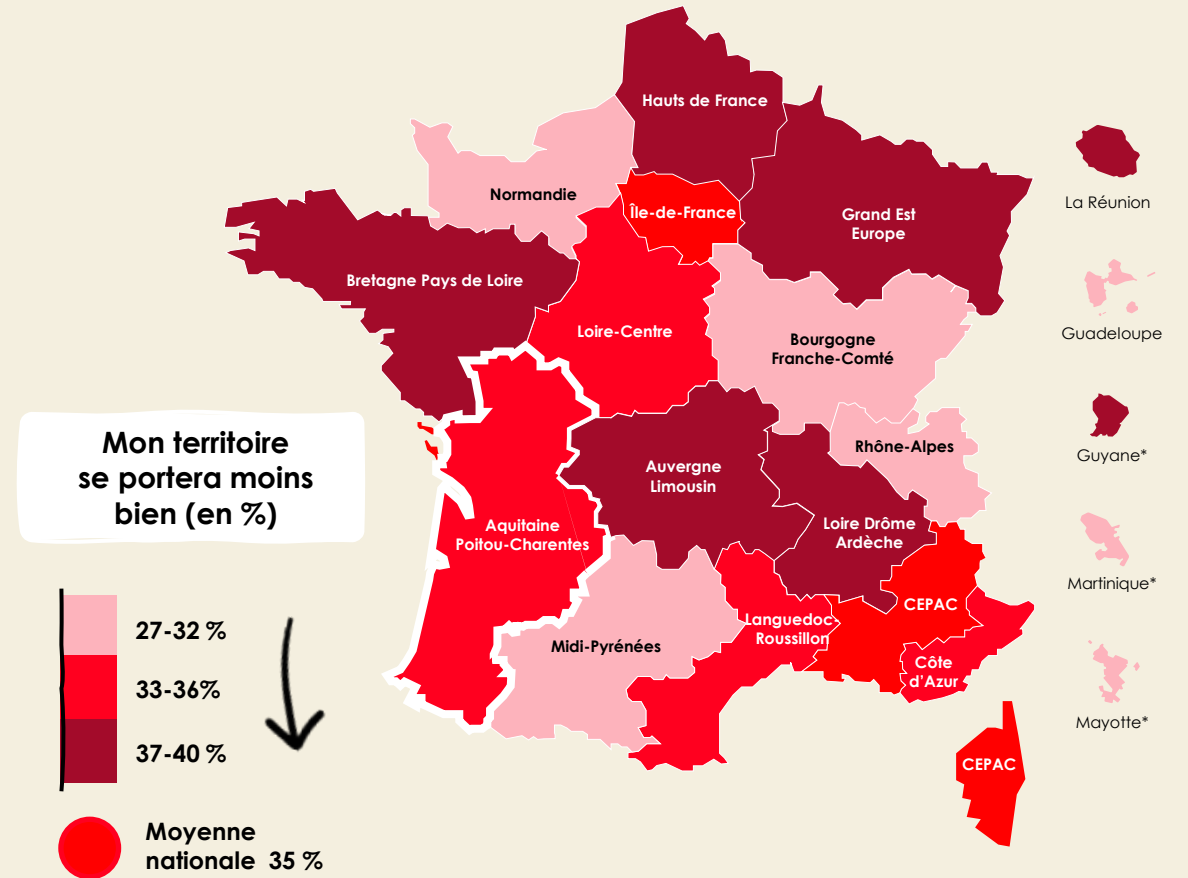 Hauts de France
Normandie
Île-de-France
Grand Est
Europe
Bretagne Pays de Loire
Loire-Centre
Bourgogne
Franche-Comté
Rhône-Alpes
Auvergne
Limousin
Loire Drôme
Ardèche
Aquitaine
Poitou-Charentes
CEPAC
Languedoc-
Roussillon
Midi-Pyrénées
Côte
d'Azur
CEPAC
La Réunion
Guadeloupe
Guyane*
Martinique*
Mayotte*
Mon territoire
se portera moins
bien (en %)
27-32 %
33-36%
37-40 %
Moyenne
nationale 35 %